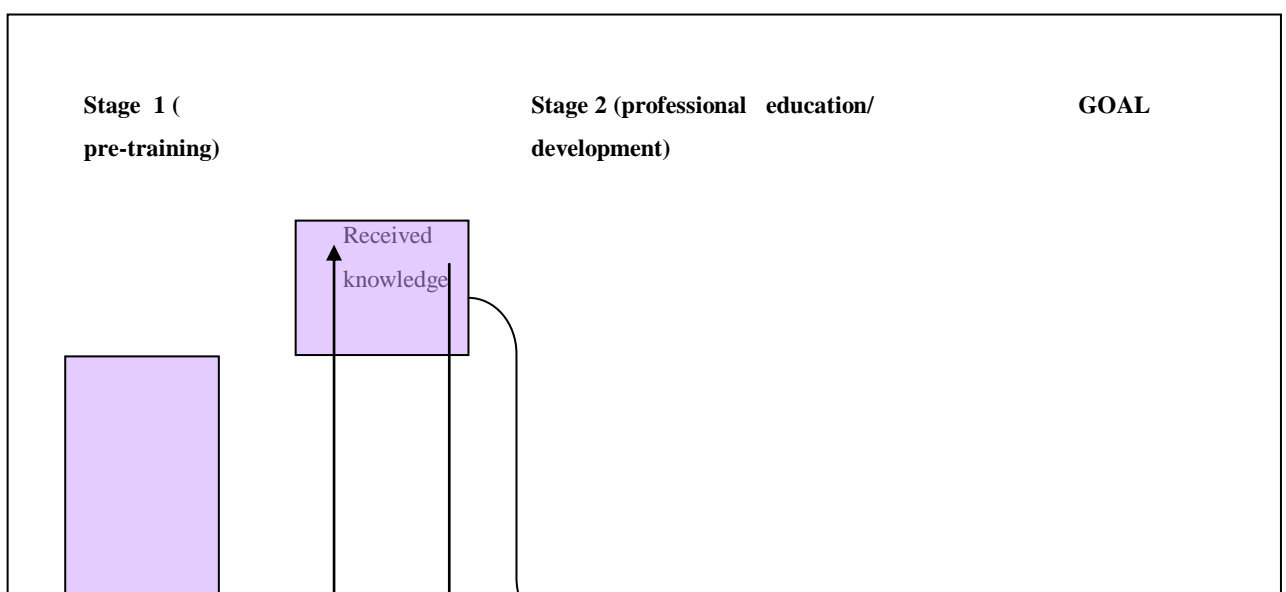 Stage 1 (
pre-training)
Stage 2 (professional education/
development)
GOAL
Received
knowledge